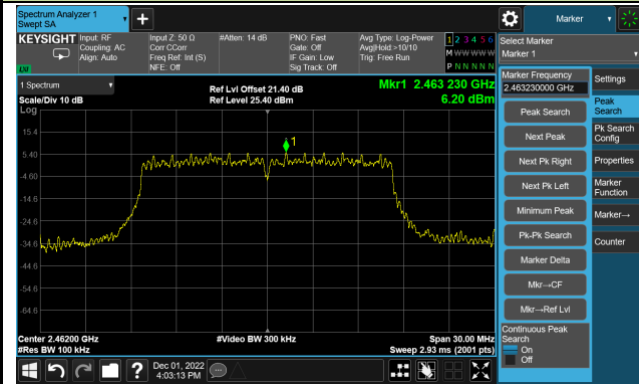 Spectrum Analyzer 1
Swept SA
Marker
KEYSIGHT
Input: RF
Coupling: AC
Align: Auto
Input Z: 50 Ω
Corr CCorr
Freq Ref: Int (S)
NFE: Off
#Atten: 14 dB
PNO: Fast
Gate: Off
IF Gain: Low
Sig Track: Off
Avg Type: Log-Power
Avg|Hold:>10/10
Trig: Free Run
1 2 3 4 5 6
M W W W W W
P N N N N N
Select Marker
Marker 1
1 Spectrum
Scale/Div 10 dB
Log
Ref Lvl Offset 21.40 dB
Ref Level 25.40 dBm
Mkr1 2.463 230 GHz
6.20 dBm
15.4
5.40
-4.60
-14.6
-24.6
-34.6
-44.6
-54.6
-64.6
1
Center 2.46200 GHz
#Res BW 100 kHz
#Video BW 300 kHz
Span 30.00 MHz
Sweep 2.93 ms (2001 pts)
Marker Frequency
2.463230000 GHz
Peak Search
Next Peak
Next Pk Right
Next Pk Left
Minimum Peak
Pk-Pk Search
Marker Delta
Mkr→CF
Mkr→Ref Lvl
Continuous Peak
Search
On
Off
Settings
Peak
Search
Pk Search
Config
Properties
Marker
Function
Marker→
Counter
Dec 01, 2022
4:03:13 PM